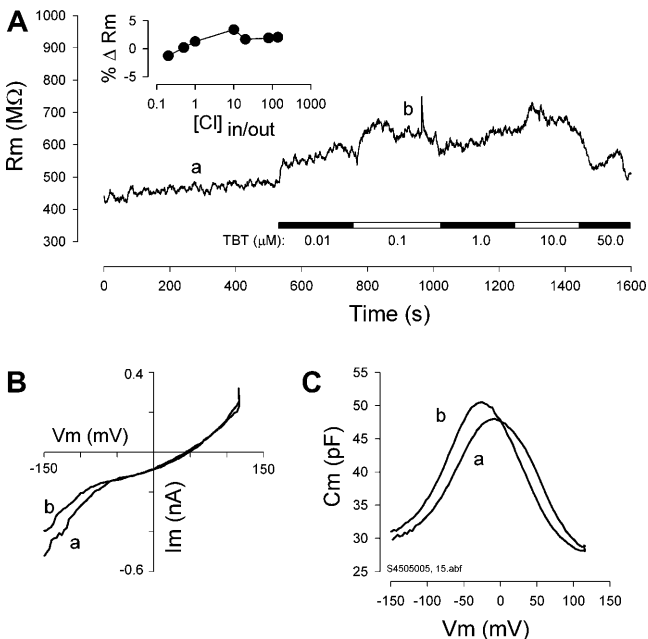 A
1000
900
800
700
600
500
400
300
Rm (MΩ)
5
0
-5
% Δ Rm
0.1 1 10 100 1000
[Cl] in/out
a
b
TBT (μM): 0.01 0.1 1.0 10.0 50.0
0 200 400 600 800 1000 1200 1400 1600
Time (s)
B
0.4
Vm (mV)
-150 150
b
a
Im (nA)
-0.6
C
55
50
45
40
35
30
25
Cm (pF)
b
a
S4505005, 15.abf
-150 -100 -50 0 50 100 150
Vm (mV)